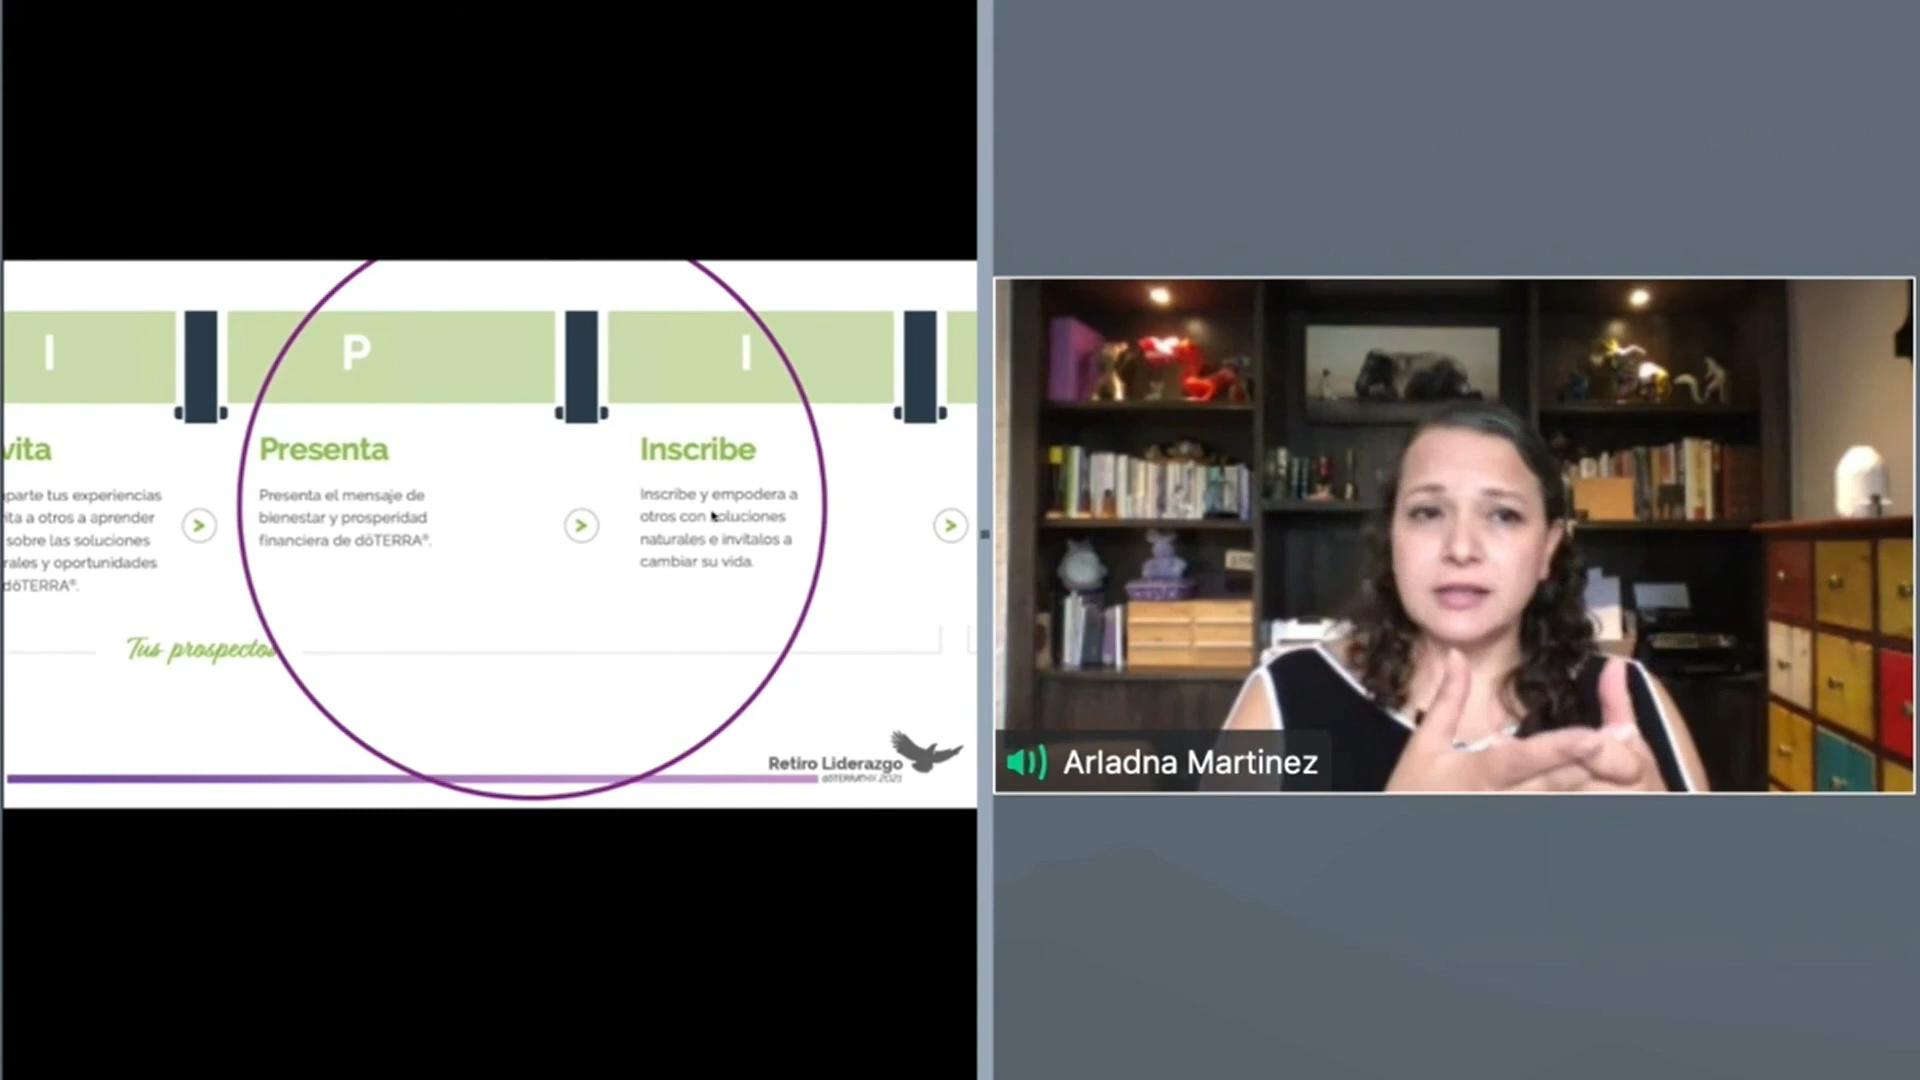 I
P
I
vita
parte tus experiencias
ita a otros a aprender
sobre las soluciones
rales y oportunidades
dōTERRA®.
>
Presenta
Presenta el mensaje de
bienestar y prosperidad
financiera de dōTERRA®.
>
Inscribe
Inscribe y empodera a
otros con soluciones
naturales e invítalos a
cambiar su vida.
>
Tus prospectos
Retiro Liderazgo
2021
Arladna Martinez